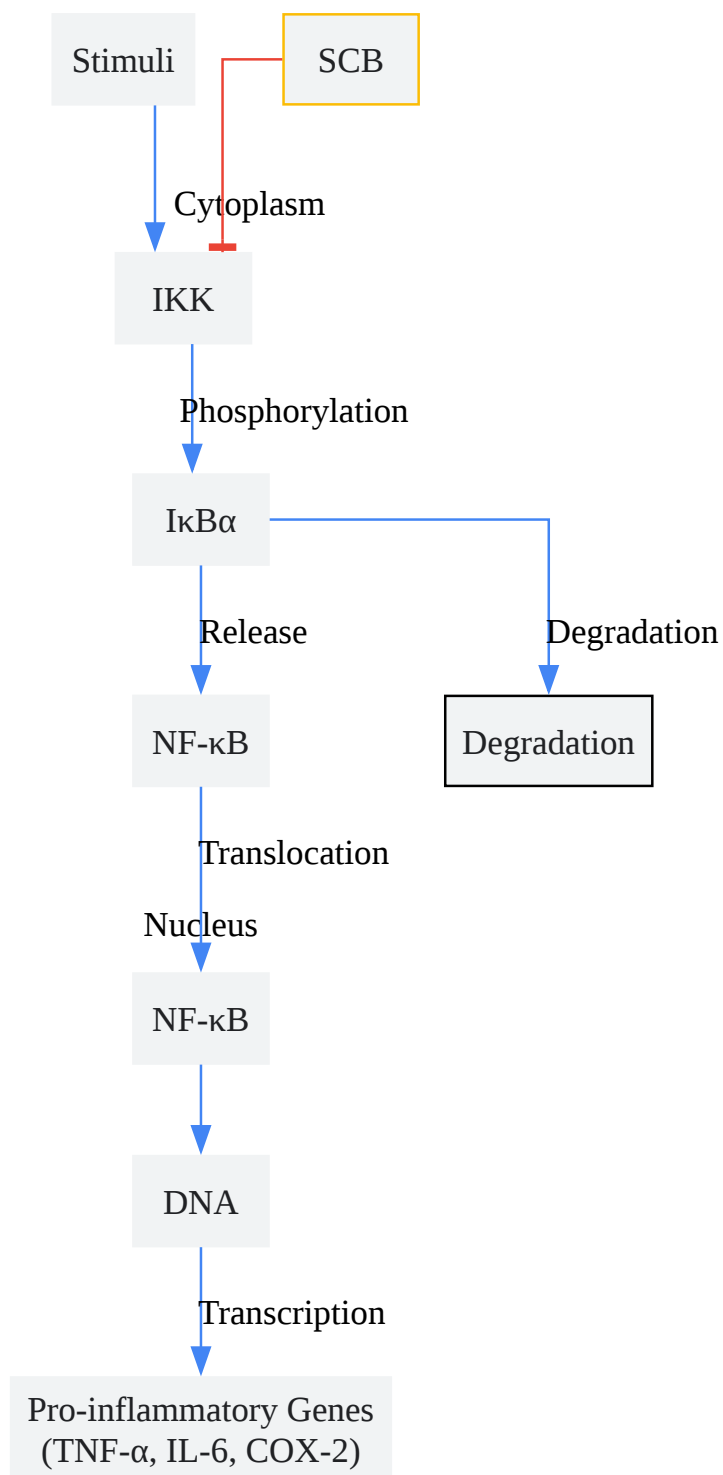 Stimuli
SCB
Cytoplasm
IKK
Phosphorylation
IκBα
Release
Degradation
NF-κB
Degradation
Translocation
Nucleus
NF-κB
DNA
Transcription
Pro-inflammatory Genes
(TNF-α, IL-6, COX-2)